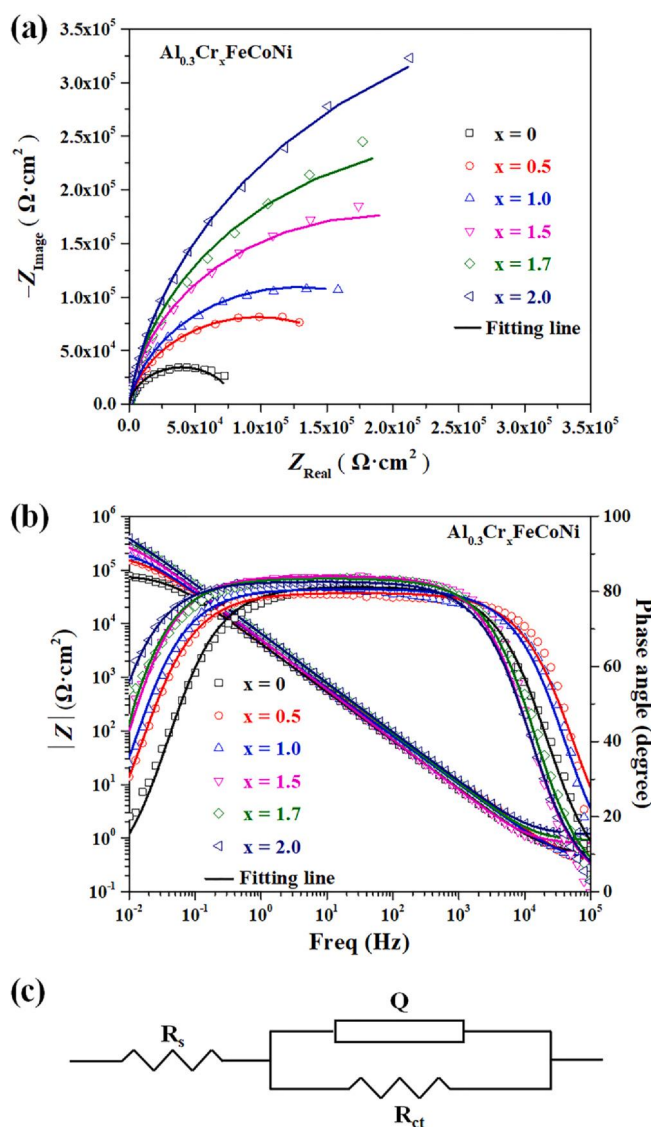 (a)
Al0.3CrxFeCoNi
3.5x10^5
3.0x10^5
2.5x10^5
2.0x10^5
1.5x10^5
1.0x10^5
5.0x10^4
0.0
–ZImage ( Ω·cm^2 )
x = 0
x = 0.5
x = 1.0
x = 1.5
x = 1.7
x = 2.0
Fitting line
0.0 5.0x10^4 1.0x10^5 1.5x10^5 2.0x10^5 2.5x10^5 3.0x10^5 3.5x10^5
ZReal ( Ω·cm^2 )
(b)
Al0.3CrxFeCoNi
10^6
10^5
10^4
10^3
10^2
10^1
10^0
10^-1
|Z| (Ω·cm^2)
x = 0
x = 0.5
x = 1.0
x = 1.5
x = 1.7
x = 2.0
Fitting line
100
80
60
40
20
0
Phase angle (degree)
10^-2 10^-1 10^0 10^1 10^2 10^3 10^4 10^5
Freq (Hz)
(c)
Q
Rs
Rct